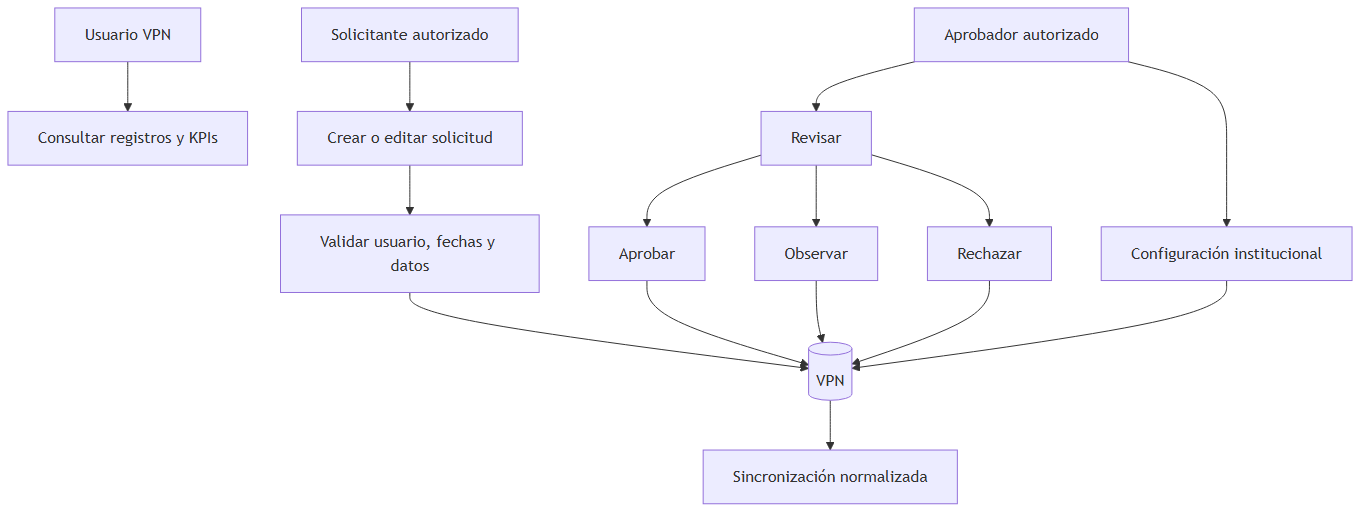 Usuario VPN
Solicitante autorizado
Aprobador autorizado
Consultar registros y KPIs
Crear o editar solicitud
Revisar
Validar usuario, fechas y
datos
Aprobar
Observar
Rechazar
Configuración institucional
VPN
Sincronización normalizada